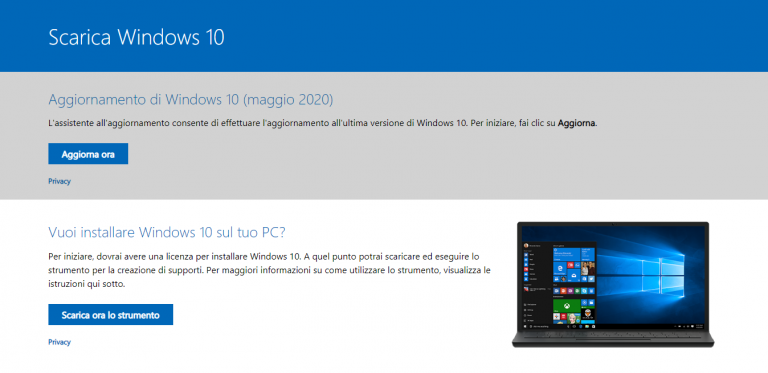 Scarica Windows 10
Aggiornamento di Windows 10 (maggio 2020)
L'assistente all'aggiornamento consente di effettuare l'aggiornamento all'ultima versione di Windows 10. Per iniziare, fai clic su Aggiorna.
Aggiorna ora
Privacy
Vuoi installare Windows 10 sul tuo PC?
Per iniziare, dovrai avere una licenza per installare Windows 10. A quel punto potrai scaricare ed eseguire lo
strumento per la creazione di supporti. Per maggiori informazioni su come utilizzare lo strumento, visualizza le
istruzioni qui sotto.
Scarica ora lo strumento
Privacy